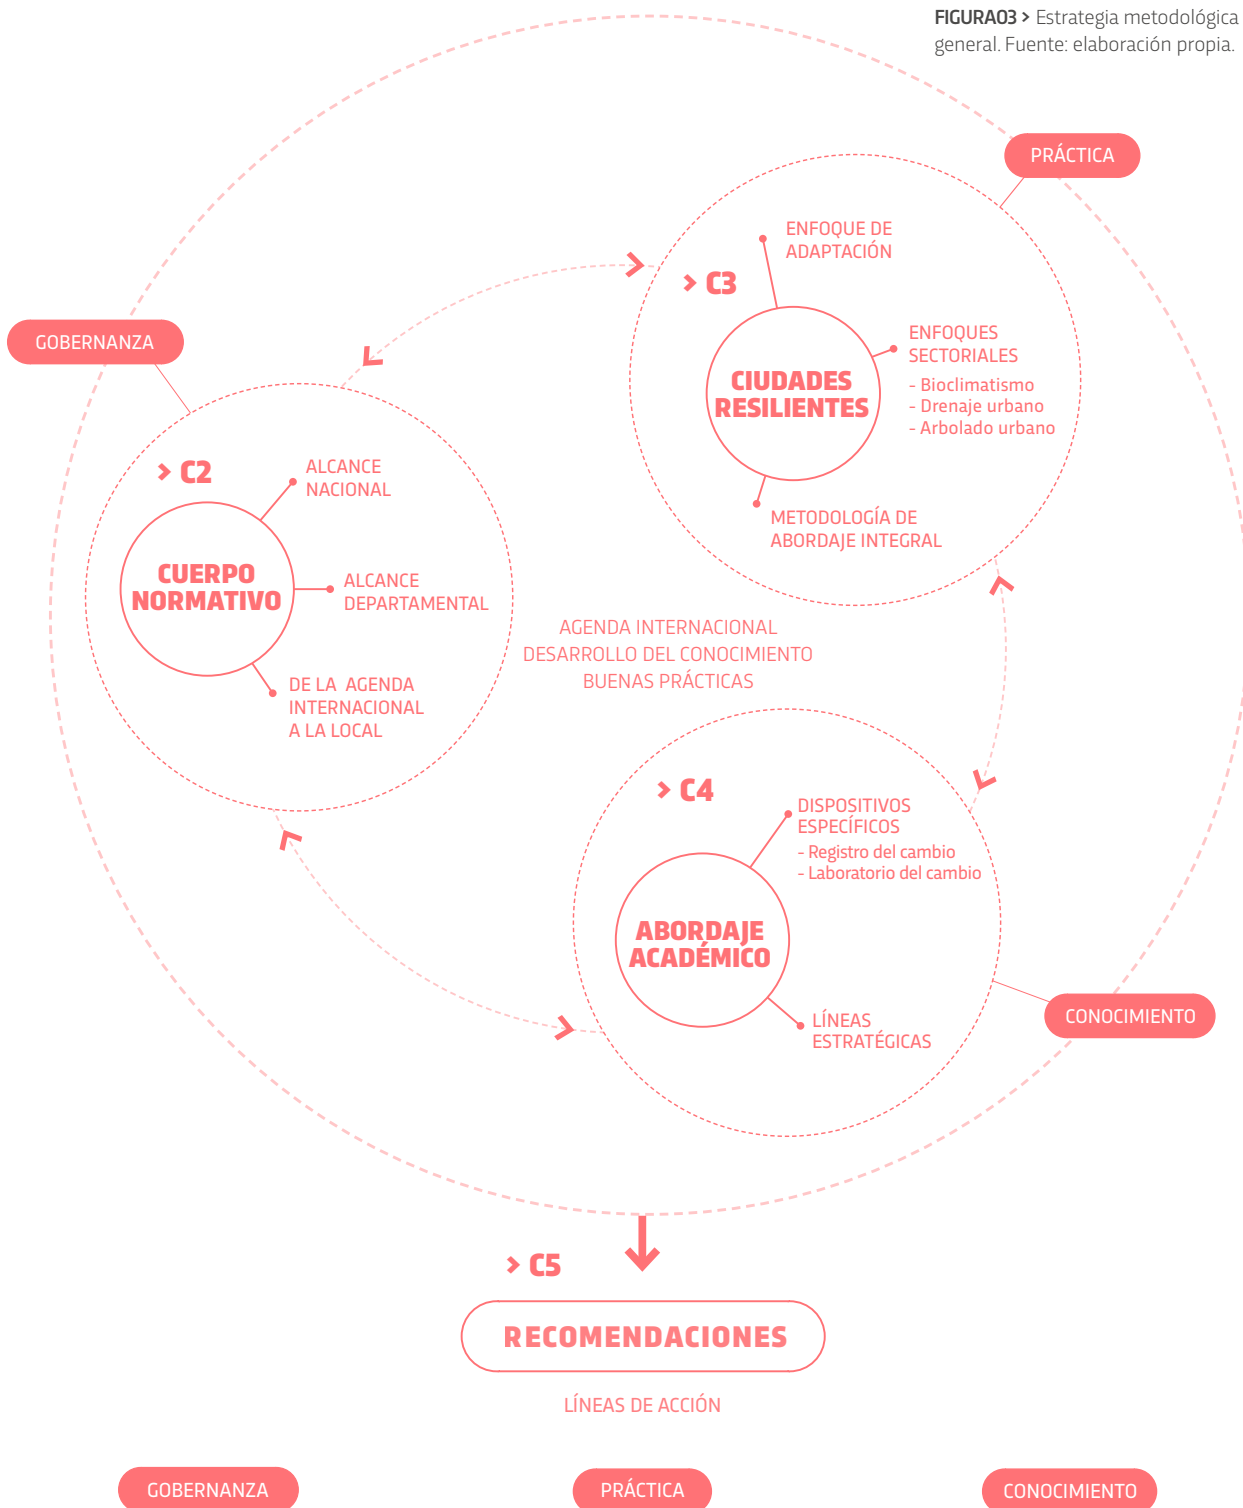 FIGURA03 > Estrategia metodológica
general. Fuente: elaboración propia.
PRÁCTICA
ENFOQUE DE
ADAPTACIÓN
> C3
ENFOQUES
SECTORIALES
- Bioclimatismo
- Drenaje urbano
- Arbolado urbano
CIUDADES
RESILIENTES
METODOLOGÍA DE
ABORDAJE INTEGRAL
GOBERNANZA
> C2
ALCANCE
NACIONAL
CUERPO
NORMATIVO
ALCANCE
DEPARTAMENTAL
DE LA AGENDA
INTERNACIONAL
A LA LOCAL
AGENDA INTERNACIONAL
DESARROLLO DEL CONOCIMIENTO
BUENAS PRÁCTICAS
> C4
DISPOSITIVOS
ESPECÍFICOS
- Registro del cambio
- Laboratorio del cambio
ABORDAJE
ACADÉMICO
LÍNEAS
ESTRATÉGICAS
CONOCIMIENTO
> C5
RECOMENDACIONES
LÍNEAS DE ACCIÓN
GOBERNANZA
PRÁCTICA
CONOCIMIENTO